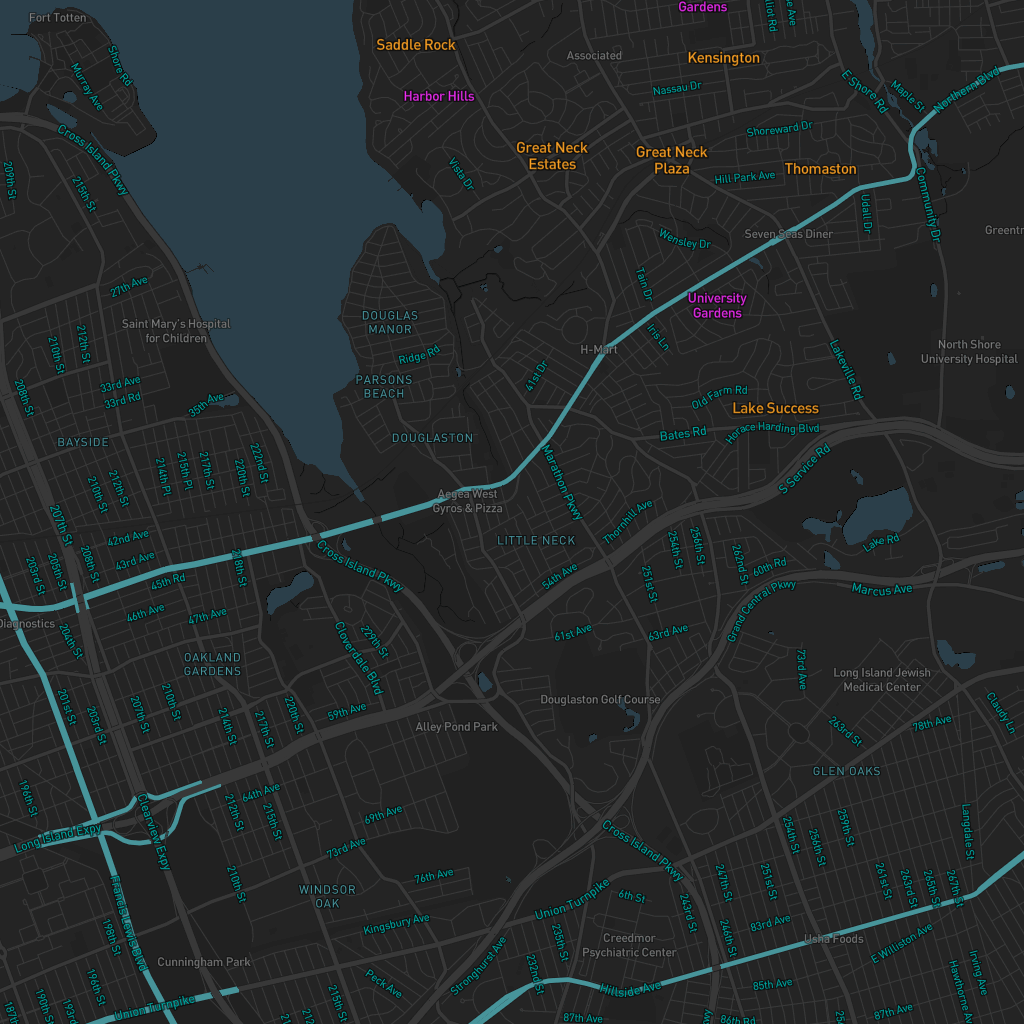 Gardens
Fort Totten
Saddle Rock
Associated
Kensington
Shore Rd
Murray Ave
Harbor Hills
Nassau Dr
E Shore Rd
Maple St
Northern Blvd
Cross Island Pkwy
Great Neck
Estates
Great Neck
Plaza
Shoreward Dr
Thomaston
209th St
215th St
Vista Dr
Hill Park Ave
Udall Dr
Community Dr
Seven Seas Diner
Wensley Dr
27th Ave
Tain Dr
University
Gardens
DOUGLAS
MANOR
Saint Mary's Hospital
for Children
210th St
212th St
Ridge Rd
H-Mart
Iris Ln
Lakeville Rd
North Shore
University Hospital
PARSONS
BEACH
41st Dr
208th St
33rd Ave
33rd Rd
35th Ave
Old Farm Rd
Lake Success
BAYSIDE
DOUGLASTON
Bates Rd
Horace Harding Blvd
222nd St
220th St
217th St
215th Pl
214th Pl
212th St
210th St
Marathon Pkwy
S Service Rd
Aegea West
Gyros & Pizza
207th St
42nd Ave
43rd Ave
45th Rd
218th St
Cross Island Pkwy
LITTLE NECK
Thornhill Ave
254th St
256th St
262nd St
Lake Rd
203rd St
205th St
208th St
54th Ave
251st St
60th Rd
Marcus Ave
Grand Central Pkwy
46th Ave
47th Ave
Diagnostics
204th St
Cloverdale Blvd
229th St
61st Ave
63rd Ave
73rd Ave
OAKLAND
GARDENS
Long Island Jewish
Medical Center
Douglaston Golf Course
201st St
203rd St
207th St
210th St
214th St
217th St
220th St
59th Ave
Alley Pond Park
263rd St
78th Ave
Claudy Ln
GLEN OAKS
196th St
64th Ave
212th St
215th St
69th Ave
Clearview Expy
Long Island Expy
73rd Ave
Cross Island Pkwy
254th St
256th St
259th St
Langdale St
210th St
76th Ave
WINDSOR
OAK
Francis Lewis Blvd
Kingsbury Ave
Union Turnpike
6th St
243rd St
247th St
251st St
261st St
263rd St
265th St
267th St
83rd Ave
246th St
198th St
235th St
Creedmor
Psychiatric Center
Usha Foods
E Williston Ave
Cunningham Park
Stronghurst Ave
Peck Ave
232nd St
Hillside Ave
85th Ave
Irving Ave
Hawthorne Av
196th St
193rd
190th St
187th
Union Turnpike
215th St
87th Ave
86th Rd
87th Ave